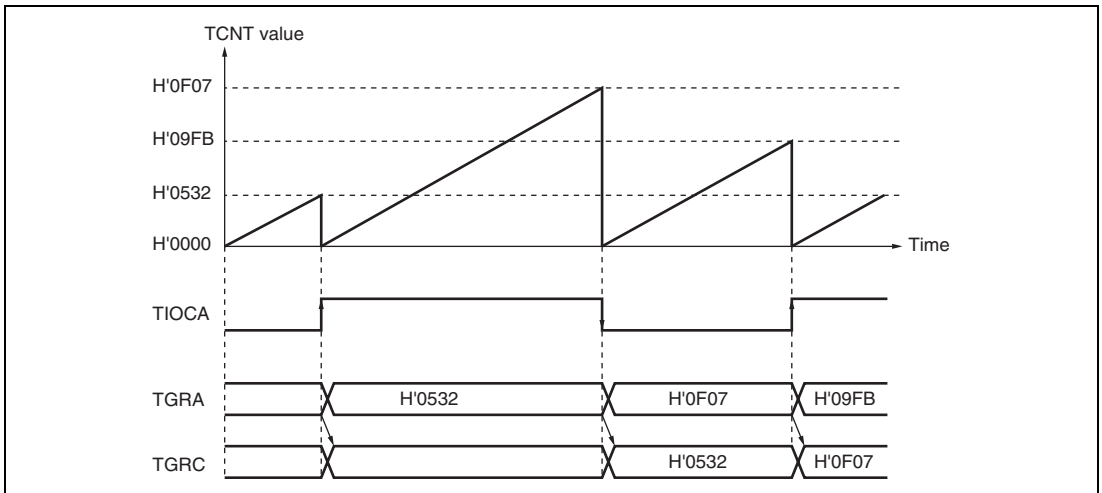 TCNT value
H'0F07
H'09FB
H'0532
H'0000
Time
TIOCA
TGRA H'0532 H'0F07 H'09FB
TGRC H'0532 H'0F07